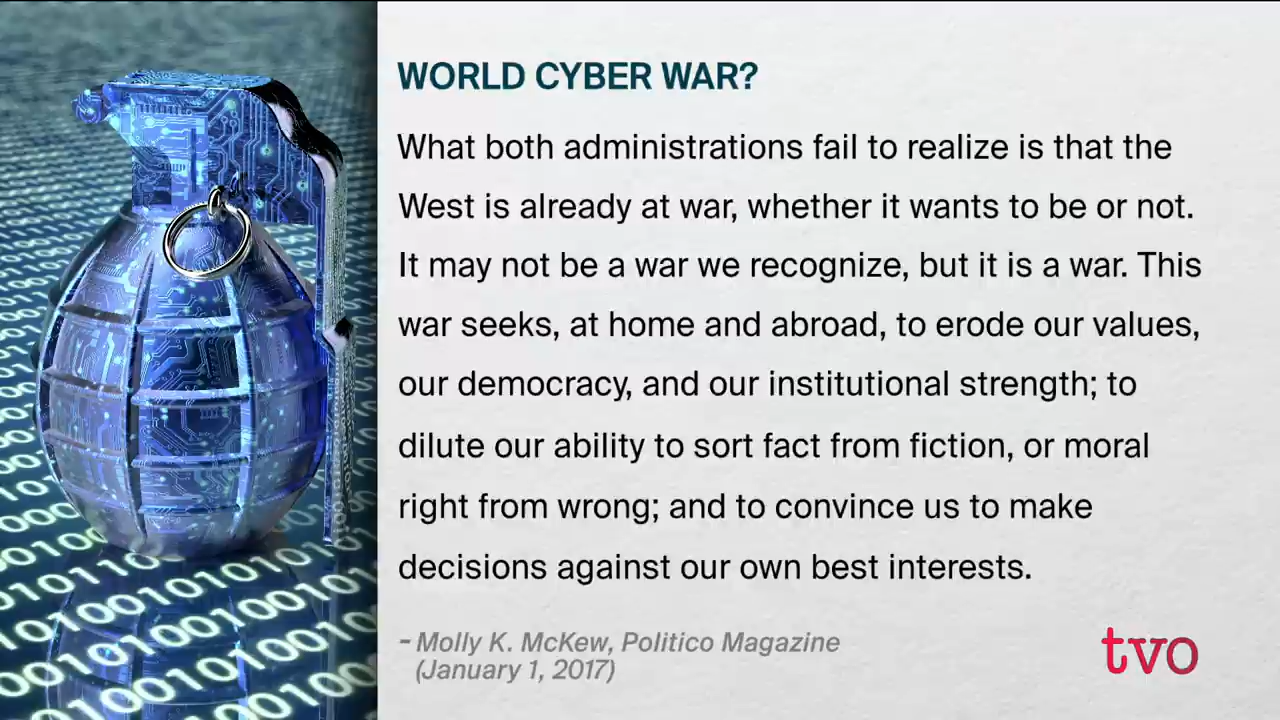 WORLD CYBER WAR?
What both administrations fail to realize is that the
West is already at war, whether it wants to be or not.
It may not be a war we recognize, but it is a war. This
war seeks, at home and abroad, to erode our values,
our democracy, and our institutional strength; to
dilute our ability to sort fact from fiction, or moral
right from wrong; and to convince us to make
decisions against our own best interests.
- Molly K. McKew, Politico Magazine
(January 1, 2017)
tvo